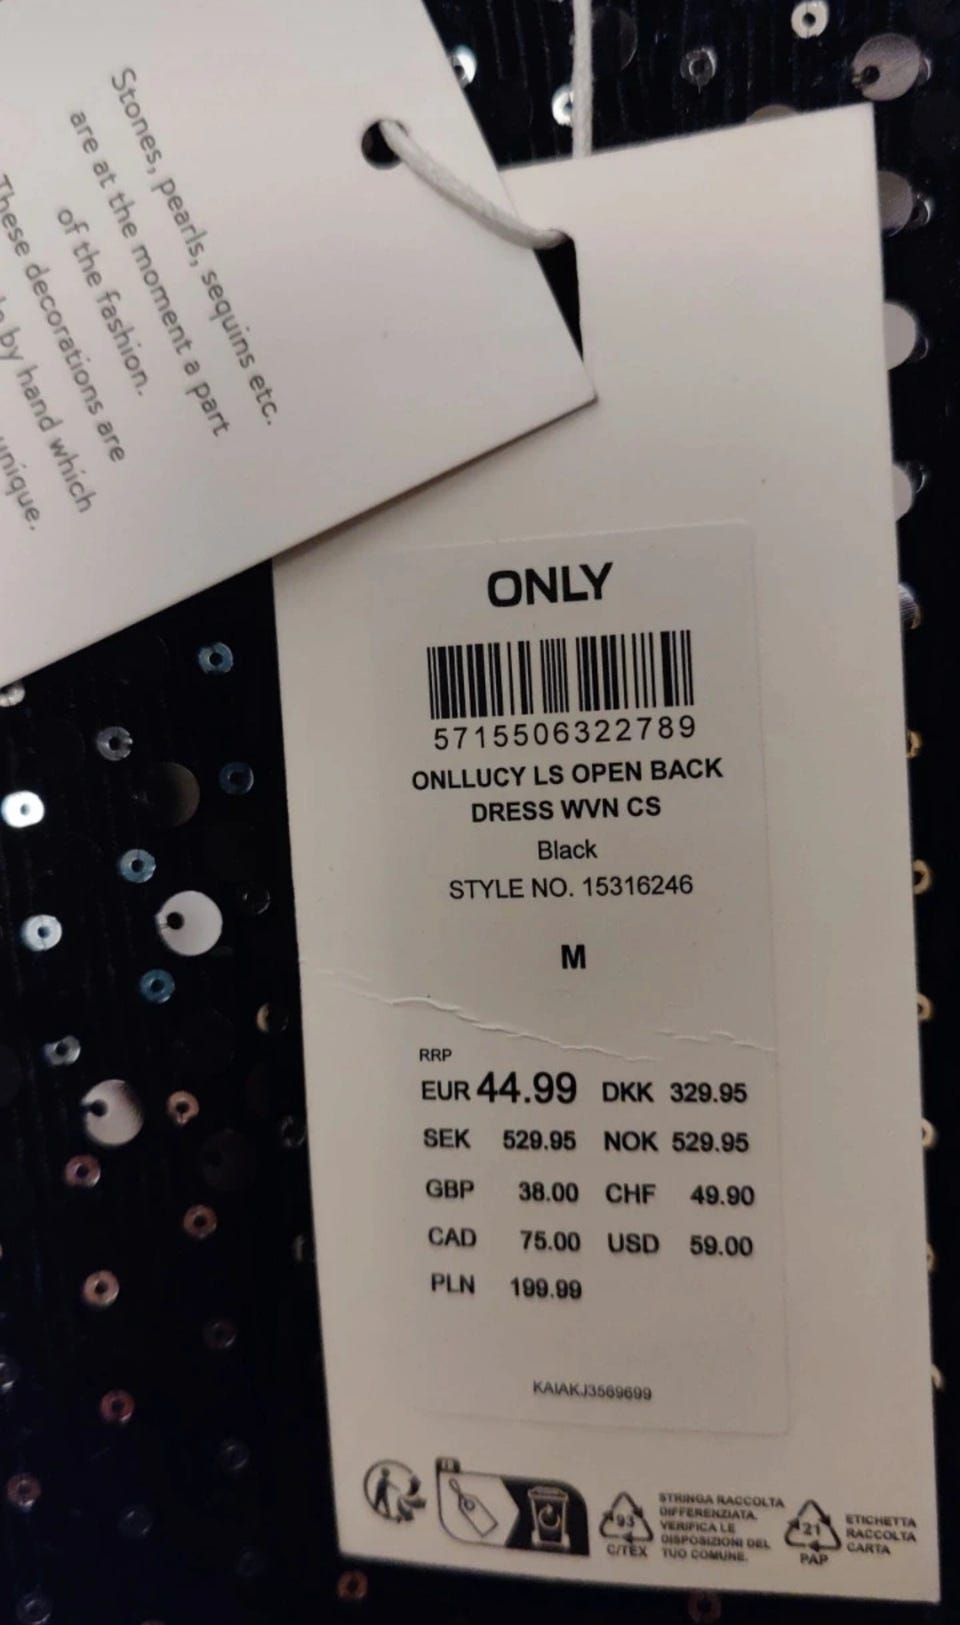 Stones, pearls, sequins etc.
are at the moment a part
of the fashion.
These decorations are
by hand which
unique.
ONLY
5715506322789
ONLLUCY LS OPEN BACK
DRESS WVN CS
Black
STYLE NO. 15316246
M
RRP
EUR 44.99 DKK 329.95
SEK 529.95 NOK 529.95
GBP 38.00 CHF 49.90
CAD 75.00 USD 59.00
PLN 199.99
KAIAKJ3569699
93
C/TEX
STRINGA RACCOLTA
DIFFERENZIATA.
VERIFICA LE
DISPOSIZIONI DEL
TUO COMUNE.
21
PAP
ETICHETTA
RACCOLTA
CARTA